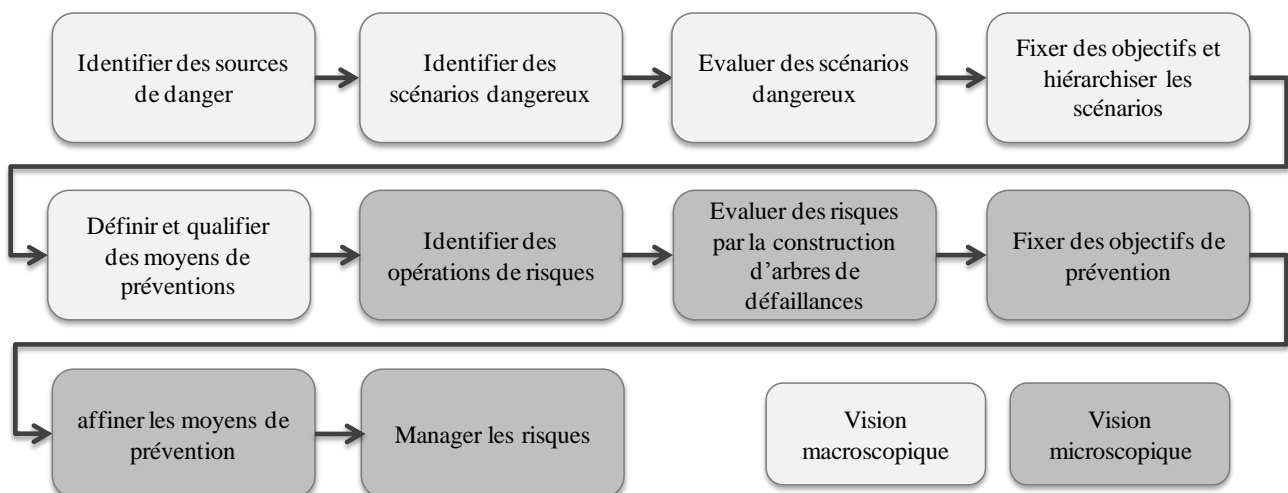 Identifier des sources
de danger
Identifier des
scénarios dangereux
Evaluer des scénarios
dangereux
Fixer des objectifs et
hiérarchiser les
scénarios
Définir et qualifier
des moyens de
préventions
Identifier des
opérations de risques
Evaluer des risques
par la construction
d'arbres de
défaillances
Fixer des objectifs de
prévention
affiner les moyens de
prévention
Manager les risques
Vision
macroscopique
Vision
microscopique